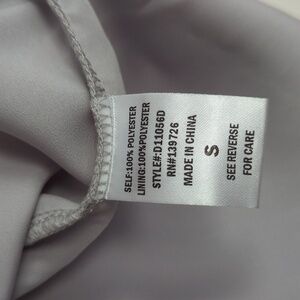 SELF:100% POLYESTER
LINING:100%POLYESTER
STYLE#:D11056D
RN#139726
MADE IN CHINA
S
SEE REVERSE
FOR CARE